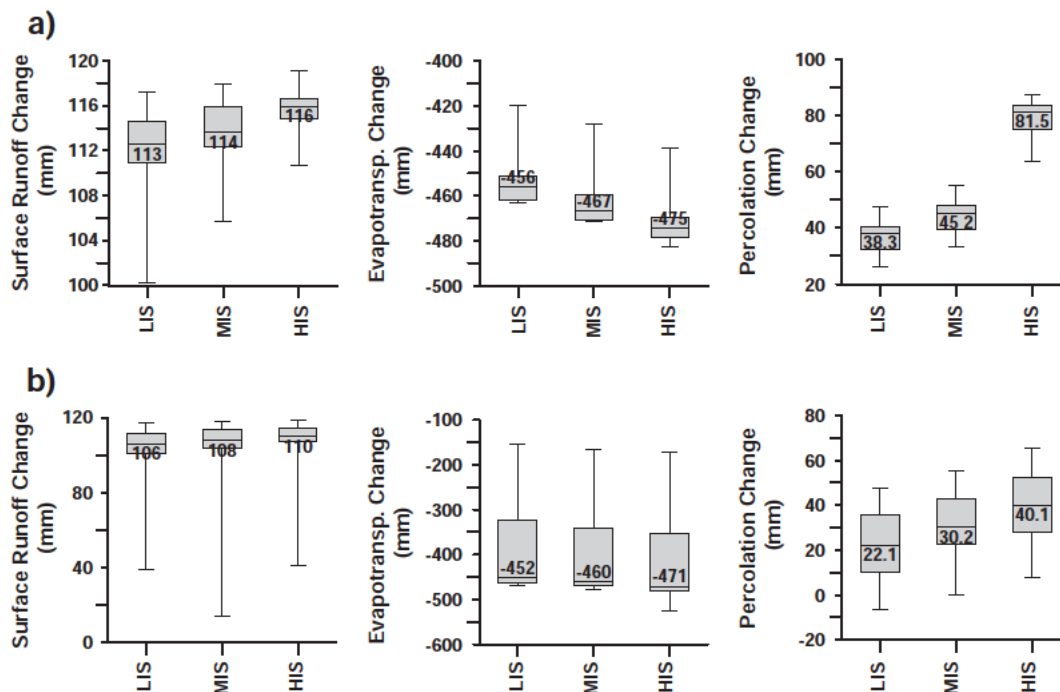 a)
Surface Runoff Change
(mm)
120
116
112
108
104
100
113
114
116
LIS
MIS
HIS
Evapotransp. Change
(mm)
-400
-420
-440
-460
-480
-500
-456
-467
-475
LIS
MIS
HIS
Percolation Change
(mm)
100
80
60
40
20
38.3
45.2
81.5
LIS
MIS
HIS
b)
Surface Runoff Change
(mm)
120
80
40
0
106
108
110
LIS
MIS
HIS
Evapotransp. Change
(mm)
-100
-200
-300
-400
-500
-600
-452
-460
-471
LIS
MIS
HIS
Percolation Change
(mm)
80
60
40
20
0
-20
22.1
30.2
40.1
LIS
MIS
HIS